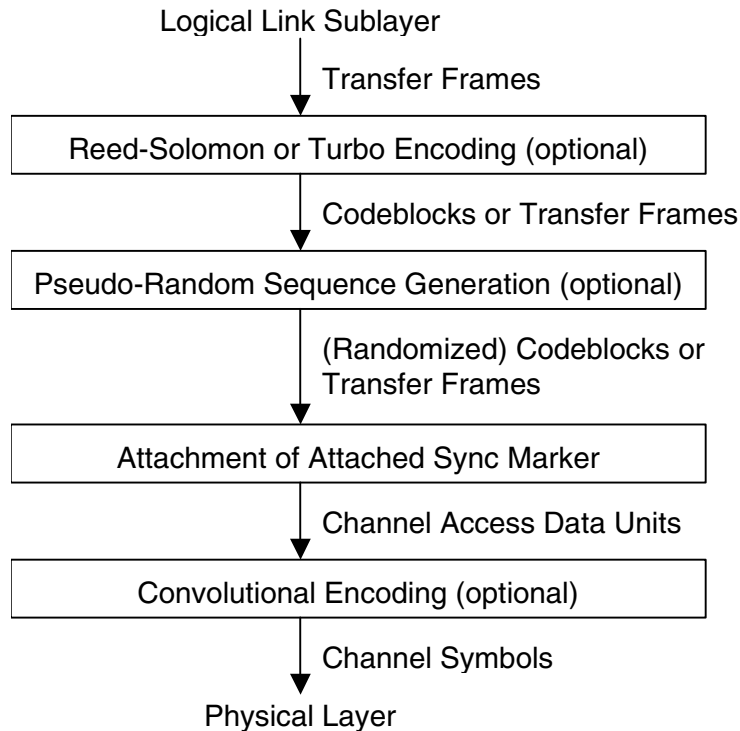 Logical Link Sublayer
Transfer Frames
Reed-Solomon or Turbo Encoding (optional)
Codeblocks or Transfer Frames
Pseudo-Random Sequence Generation (optional)
(Randomized) Codeblocks or
Transfer Frames
Attachment of Attached Sync Marker
Channel Access Data Units
Convolutional Encoding (optional)
Channel Symbols
Physical Layer